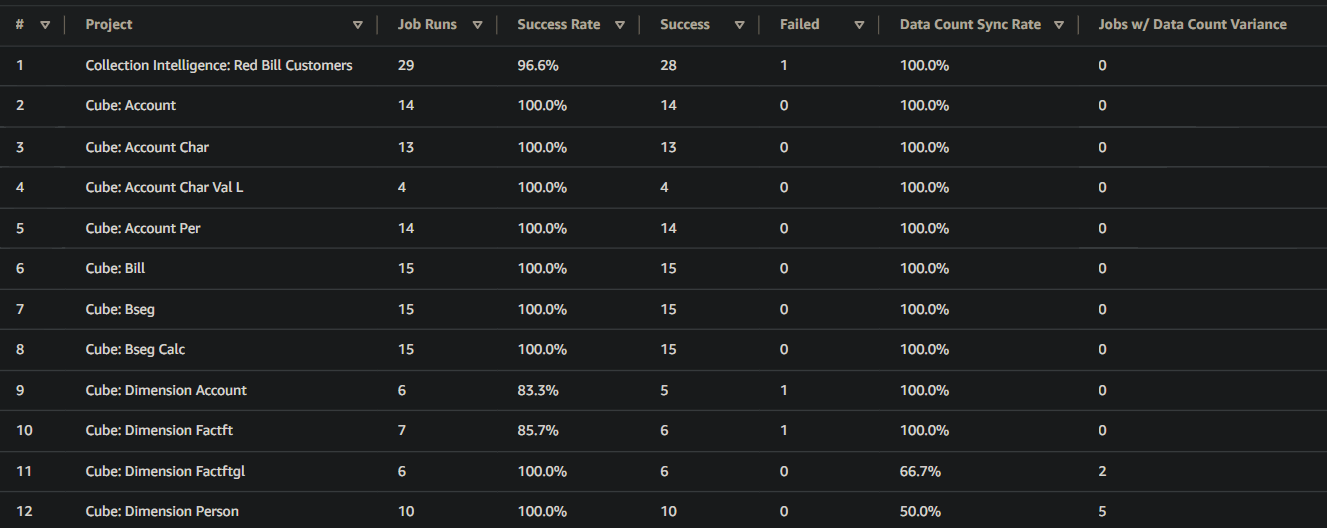 # Project Job Runs Success Rate Success Failed Data Count Sync Rate Jobs w/ Data Count Variance
1 Collection Intelligence: Red Bill Customers 29 96.6% 28 1 100.0% 0
2 Cube: Account 14 100.0% 14 0 100.0% 0
3 Cube: Account Char 13 100.0% 13 0 100.0% 0
4 Cube: Account Char Val L 4 100.0% 4 0 100.0% 0
5 Cube: Account Per 14 100.0% 14 0 100.0% 0
6 Cube: Bill 15 100.0% 15 0 100.0% 0
7 Cube: Bseg 15 100.0% 15 0 100.0% 0
8 Cube: Bseg Calc 15 100.0% 15 0 100.0% 0
9 Cube: Dimension Account 6 83.3% 5 1 100.0% 0
10 Cube: Dimension Factft 7 85.7% 6 1 100.0% 0
11 Cube: Dimension Factftgl 6 100.0% 6 0 66.7% 2
12 Cube: Dimension Person 10 100.0% 10 0 50.0% 5